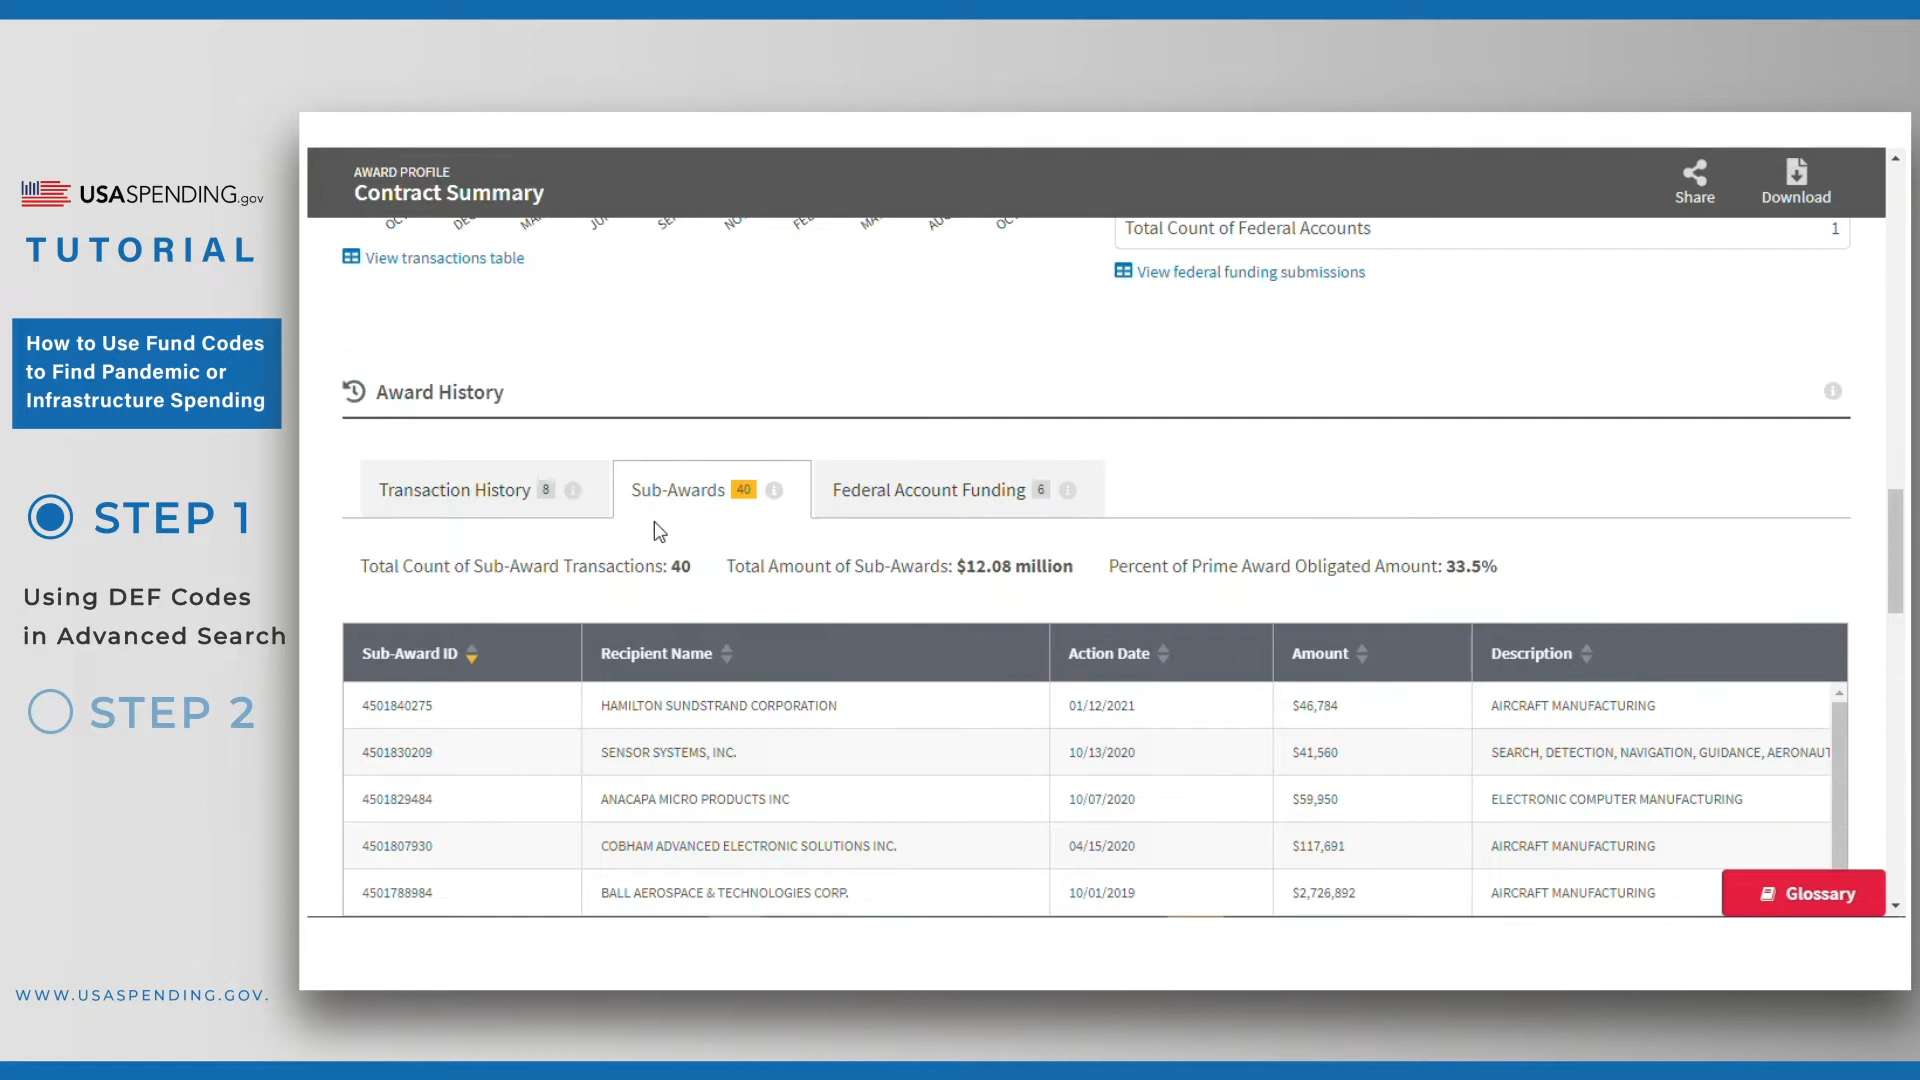 USASPENDING.gov
TUTORIAL
How to Use Fund Codes
to Find Pandemic or
Infrastructure Spending
STEP 1
Using DEF Codes
in Advanced Search
STEP 2
WWW.USASPENDING.GOV.
AWARD PROFILE
Contract Summary
Share
Download
View transactions table
Total Count of Federal Accounts 1
View federal funding submissions
Award History
Transaction History 8 Sub-Awards 40 Federal Account Funding 6
Total Count of Sub-Award Transactions: 40 Total Amount of Sub-Awards: $12.08 million Percent of Prime Award Obligated Amount: 33.5%
Sub-Award ID Recipient Name Action Date Amount Description
4501840275 HAMILTON SUNDSTRAND CORPORATION 01/12/2021 $46,784 AIRCRAFT MANUFACTURING
4501830209 SENSOR SYSTEMS, INC. 10/13/2020 $41,560 SEARCH, DETECTION, NAVIGATION, GUIDANCE, AERONAUT
4501829484 ANACAPA MICRO PRODUCTS INC 10/07/2020 $59,950 ELECTRONIC COMPUTER MANUFACTURING
4501807930 COBHAM ADVANCED ELECTRONIC SOLUTIONS INC. 04/15/2020 $117,691 AIRCRAFT MANUFACTURING
4501788984 BALL AEROSPACE & TECHNOLOGIES CORP. 10/01/2019 $2,726,892 AIRCRAFT MANUFACTURING
Glossary